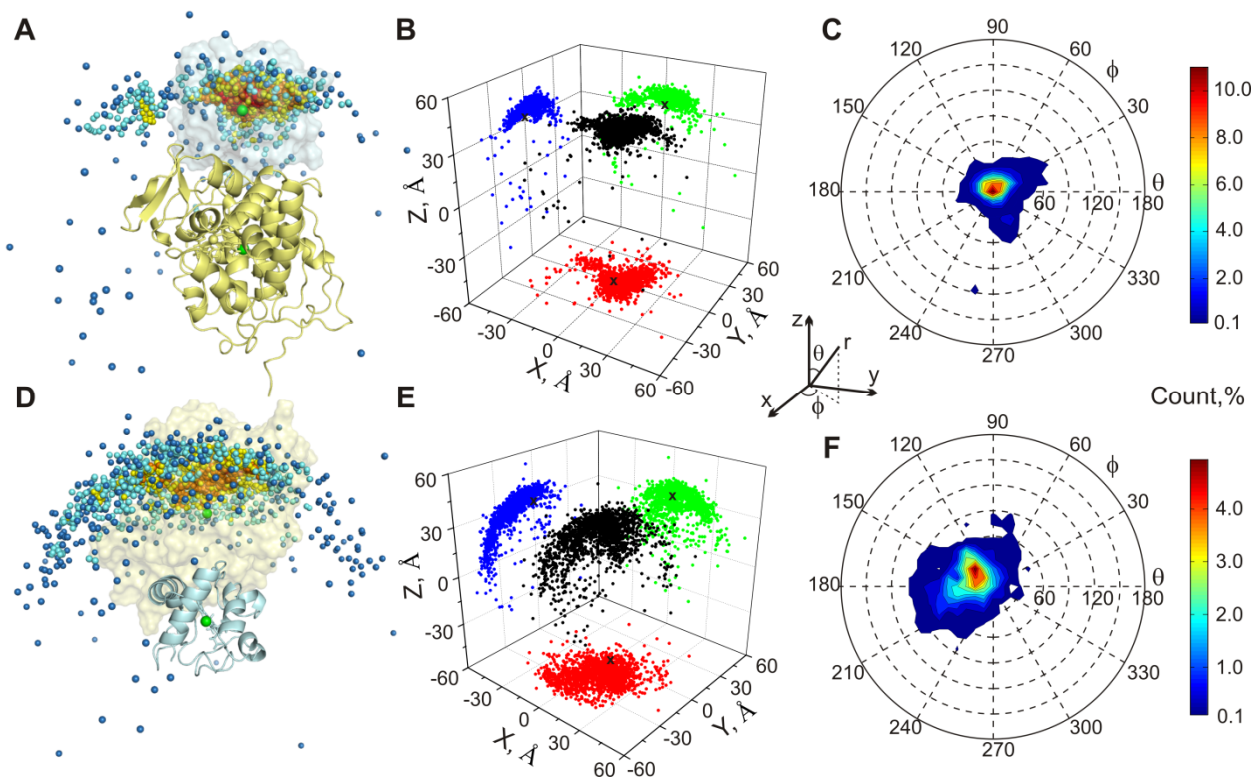 A
B
C
60
30
0
-30
-60
Z, Å
-60
-30
0
30
60
X, Å
-60
-30
0
30
60
Y, Å
x
x
x
90
60
30
ϕ
θ
60 120 180
330
300
270
240
210
180
150
120
10.0
8.0
6.0
4.0
2.0
0.1
z
r
θ
y
x
ϕ
Count,%
D
E
F
60
30
0
-30
-60
Z, Å
-60
-30
0
30
60
X, Å
-60
-30
0
30
60
Y, Å
x
x
x
90
60
30
ϕ
θ
60 120 180
330
300
270
240
210
180
150
120
4.0
3.0
2.0
1.0
0.1